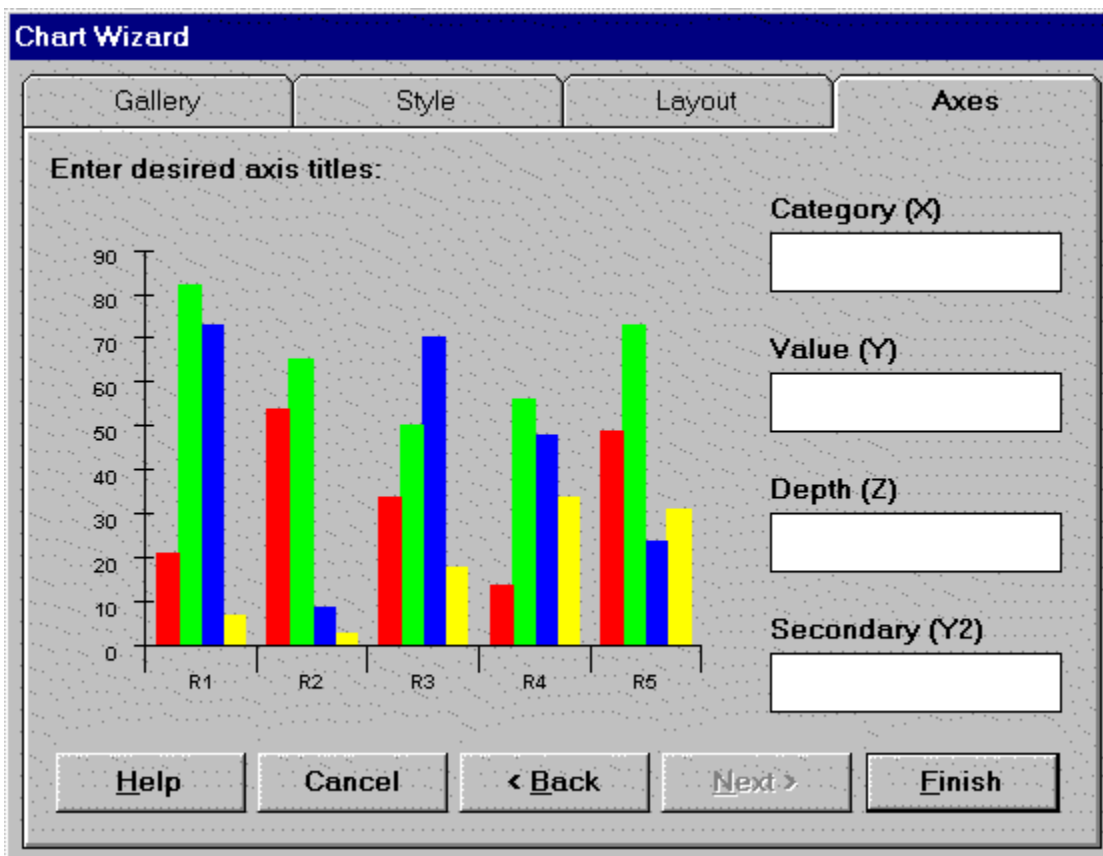 Chart Wizard
Gallery Style Layout Axes
Enter desired axis titles:
Category (X)
90
80
70
60
50
40
30
20
10
0
R1 R2 R3 R4 R5
Value (Y)
Depth (Z)
Secondary (Y2)
Help Cancel < Back Next > Finish